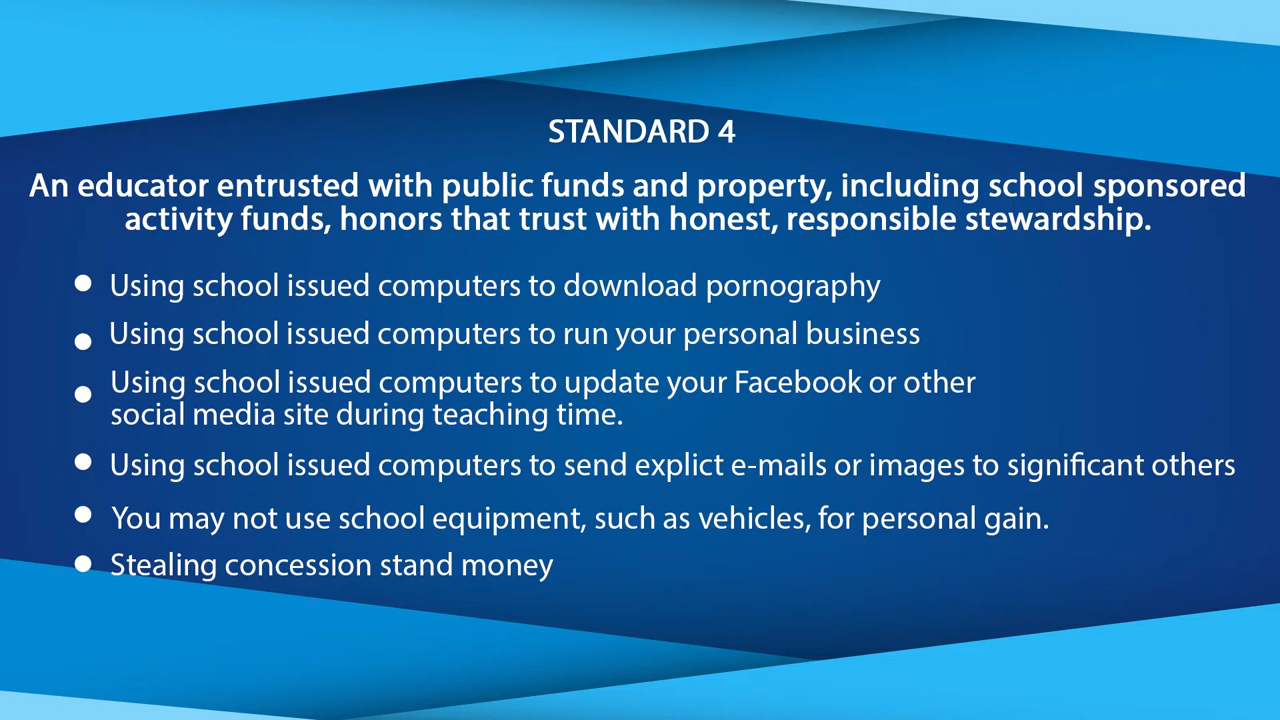 STANDARD 4
An educator entrusted with public funds and property, including school sponsored
activity funds, honors that trust with honest, responsible stewardship.
● Using school issued computers to download pornography
● Using school issued computers to run your personal business
● Using school issued computers to update your Facebook or other
social media site during teaching time.
● Using school issued computers to send explict e-mails or images to significant others
● You may not use school equipment, such as vehicles, for personal gain.
● Stealing concession stand money